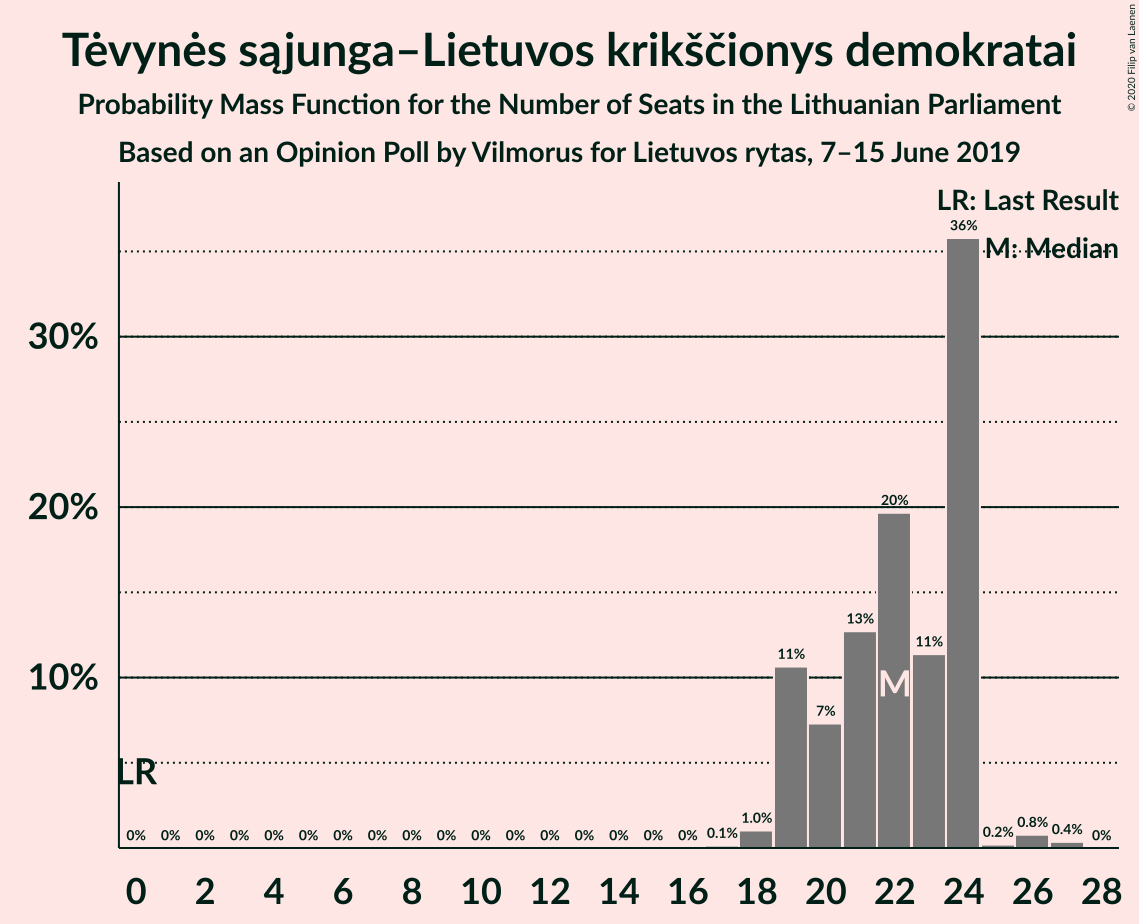 Tėvynės sąjunga–Lietuvos krikščionys demokratai
Probability Mass Function for the Number of Seats in the Lithuanian Parliament
Based on an Opinion Poll by Vilmorus for Lietuvos rytas, 7–15 June 2019
© 2020 Filip van Laenen
LR: Last Result
M: Median
36%
30%
20%
20%
13%
11%
11%
10%
M
7%
LR
0% 0% 0% 0% 0% 0% 0% 0% 0% 0% 0% 0% 0% 0% 0% 0% 0% 0.1% 1.0% 0.2% 0.8% 0.4% 0%
0 2 4 6 8 10 12 14 16 18 20 22 24 26 28